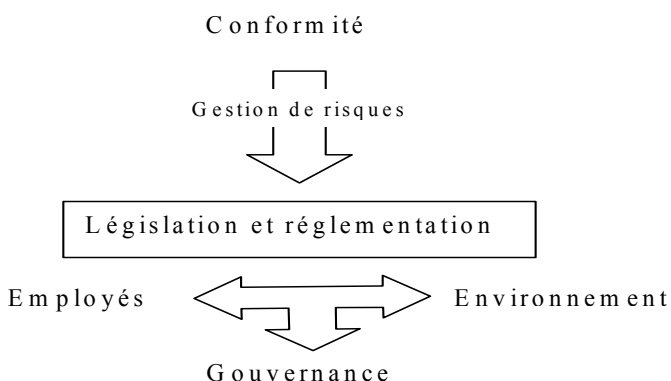 Conformité
Gestion de risques
Législation et réglementation
Employés
Environnement
Gouvernance